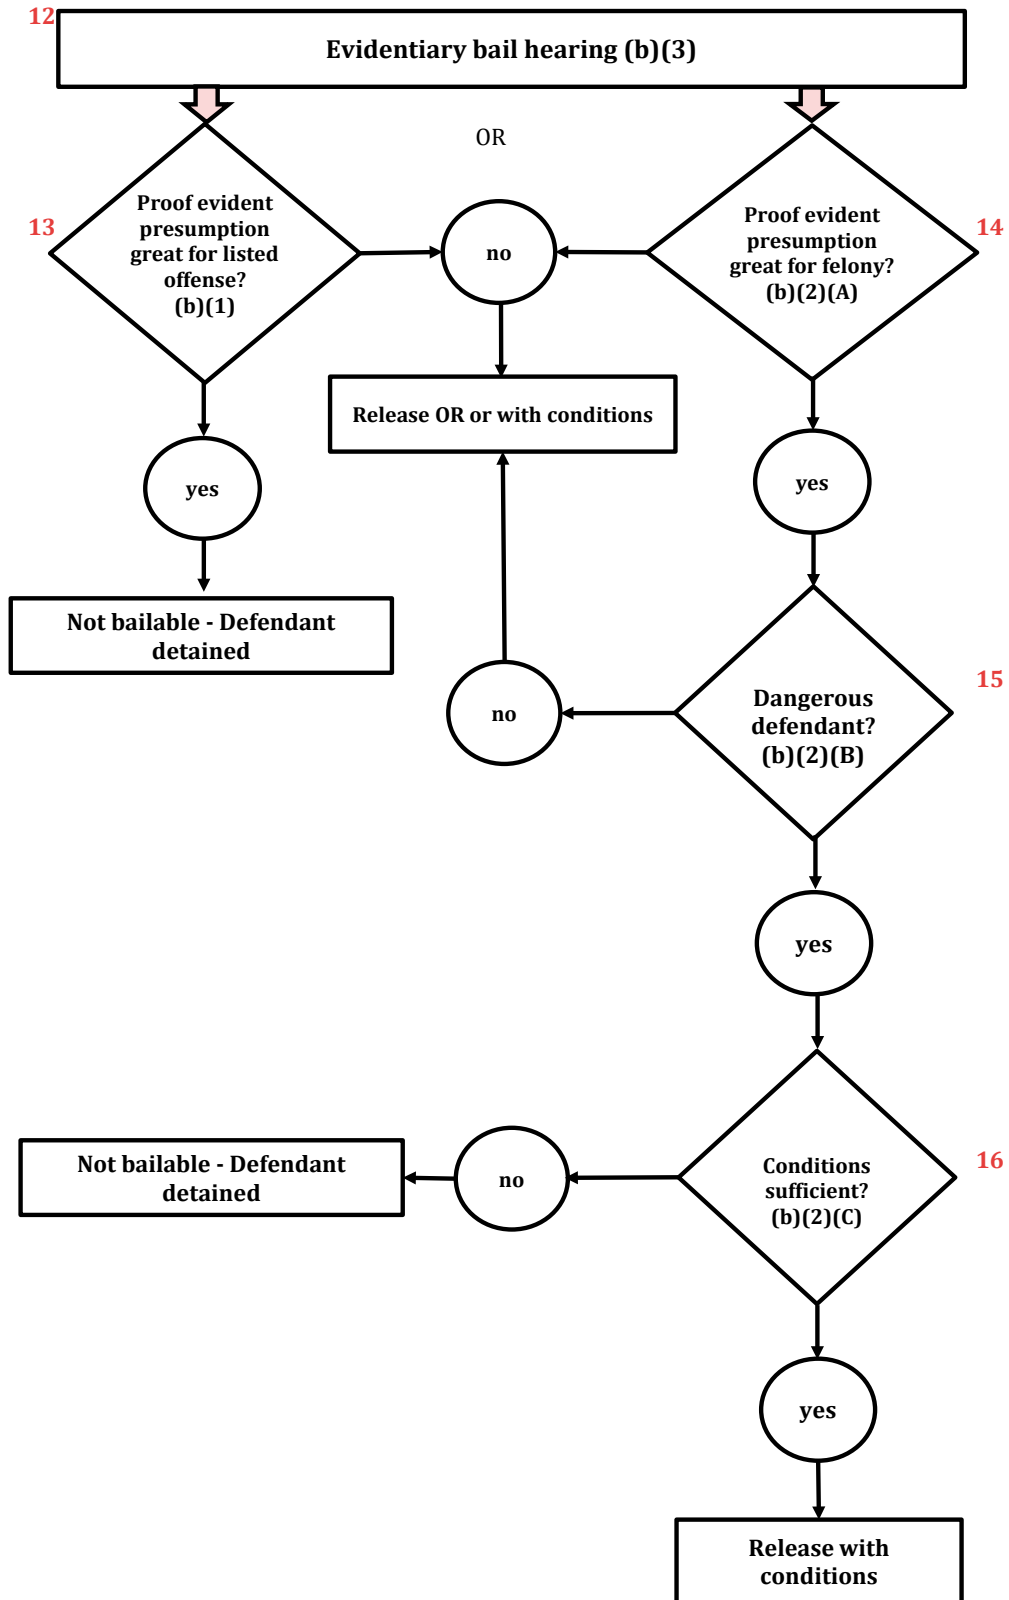 12
Evidentiary bail hearing (b)(3)
OR
13
Proof evident
presumption
great for listed
offense?
(b)(1)
no
Proof evident
presumption
great for felony?
(b)(2)(A)
14
Release OR or with conditions
yes
yes
Not bailable - Defendant
detained
no
Dangerous
defendant?
(b)(2)(B)
15
yes
Not bailable - Defendant
detained
no
Conditions
sufficient?
(b)(2)(C)
16
yes
Release with
conditions